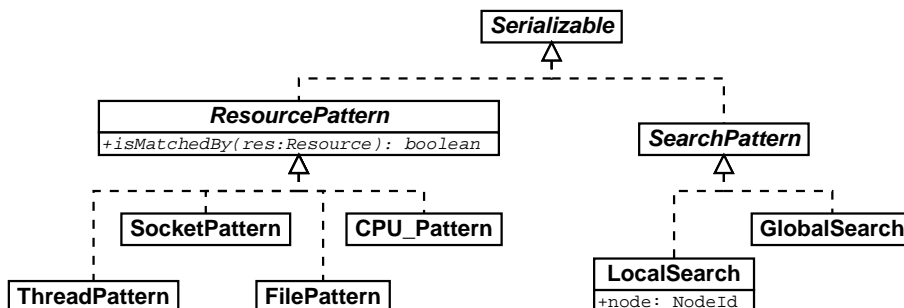 Serializable
ResourcePattern
+isMatchedBy(res:Resource): boolean
SearchPattern
SocketPattern
CPU_Pattern
GlobalSearch
ThreadPattern
FilePattern
LocalSearch
+node: NodeId